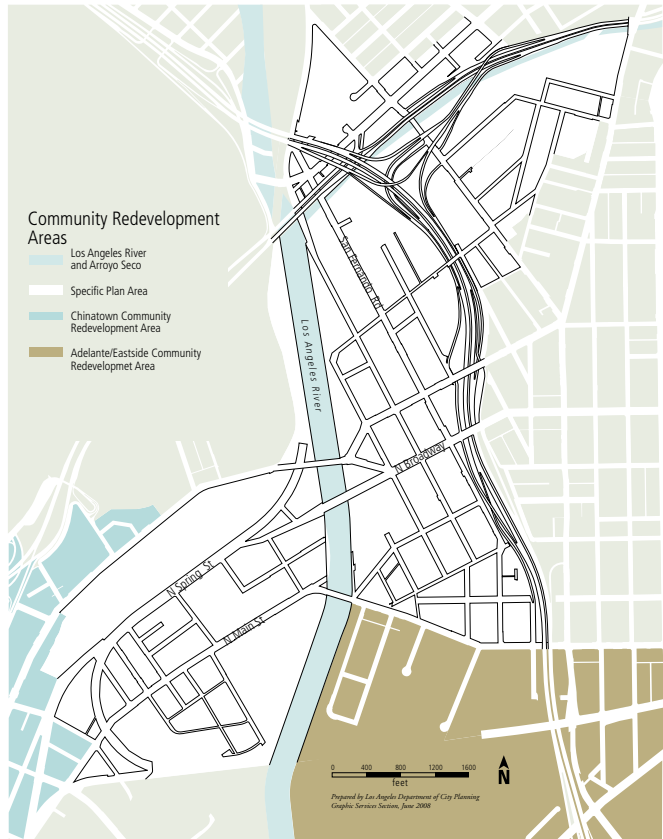 Community Redevelopment
Areas
Los Angeles River
and Arroyo Seco
Specific Plan Area
Chinatown Community
Redevelopment Area
Adelante/Eastside Community
Redevelopmet Area
San Fernando Rd
Los Angeles River
N Broadway
N Spring St
N Main St
0 400 800 1200 1600
feet
N
Prepared by Los Angeles Department of City Planning
Graphic Services Section, June 2008